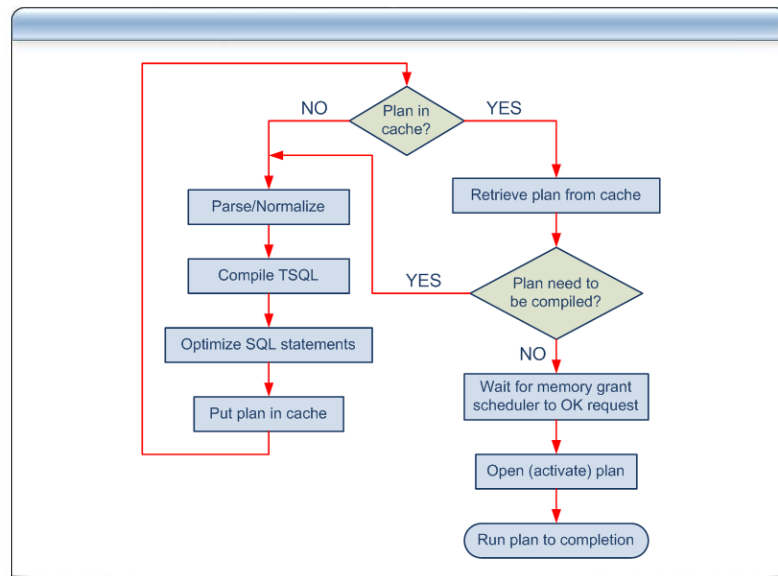 NO
Plan in
cache?
YES
Parse/Normalize
Retrieve plan from cache
Compile TSQL
YES
Plan need to
be compiled?
Optimize SQL statements
NO
Put plan in cache
Wait for memory grant
scheduler to OK request
Open (activate) plan
Run plan to completion